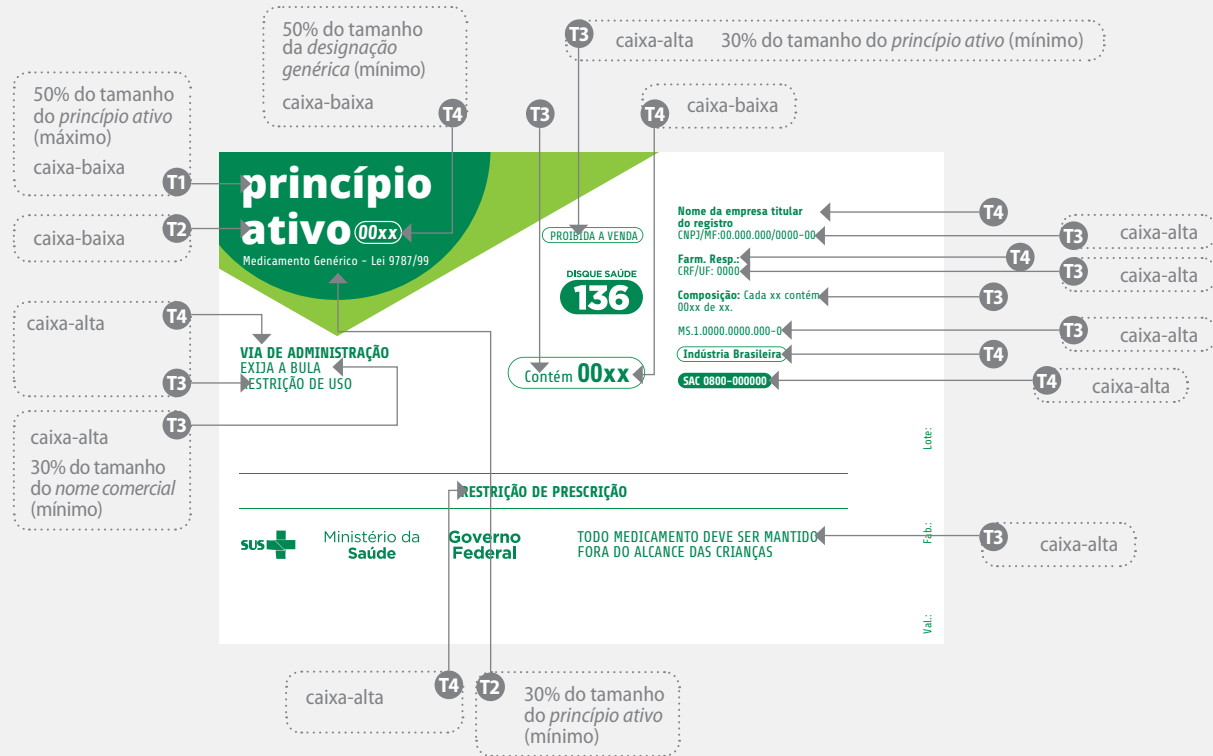 50% do tamanho
da designação
genérica (mínimo)
caixa-baixa
T4
T3
caixa-alta 30% do tamanho do princípio ativo (mínimo)
T3
T4
caixa-baixa
50% do tamanho
do princípio ativo
(máximo)
caixa-baixa
T1
caixa-baixa
T2
princípio
ativo 00xx
Medicamento Genérico - Lei 9787/99
PROIBIDA A VENDA
DISQUE SAÚDE
136
Contém 00xx
Nome da empresa titular
do registro
CNPJ/MF:00.000.000/0000-00
Farm. Resp.:
CRF/UF: 0000
Composição: Cada xx contém
00xx de xx.
MS.1.0000.0000.000-0
Indústria Brasileira
SAC 0800-000000
T4
T3
caixa-alta
T4
T3
caixa-alta
T3
T3
caixa-alta
T4
T4
caixa-alta
caixa-alta
T4
T3
VIA DE ADMINISTRAÇÃO
EXIJA A BULA
RESTRIÇÃO DE USO
caixa-alta
T3
30% do tamanho
do nome comercial
(mínimo)
RESTRIÇÃO DE PRESCRIÇÃO
SUS
Ministério da
Saúde
Governo
Federal
TODO MEDICAMENTO DEVE SER MANTIDO
FORA DO ALCANCE DAS CRIANÇAS
Lote:
Fab.:
Val.:
T3
caixa-alta
caixa-alta
T4
T2
30% do tamanho
do princípio ativo
(mínimo)